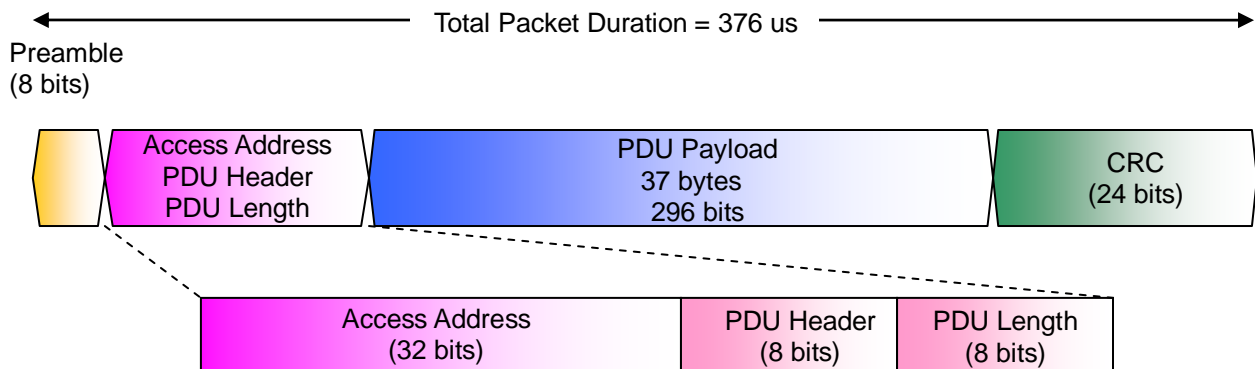 Total Packet Duration = 376 us
Preamble
(8 bits)
Access Address
PDU Header
PDU Length
PDU Payload
37 bytes
296 bits
CRC
(24 bits)
Access Address
(32 bits)
PDU Header
(8 bits)
PDU Length
(8 bits)